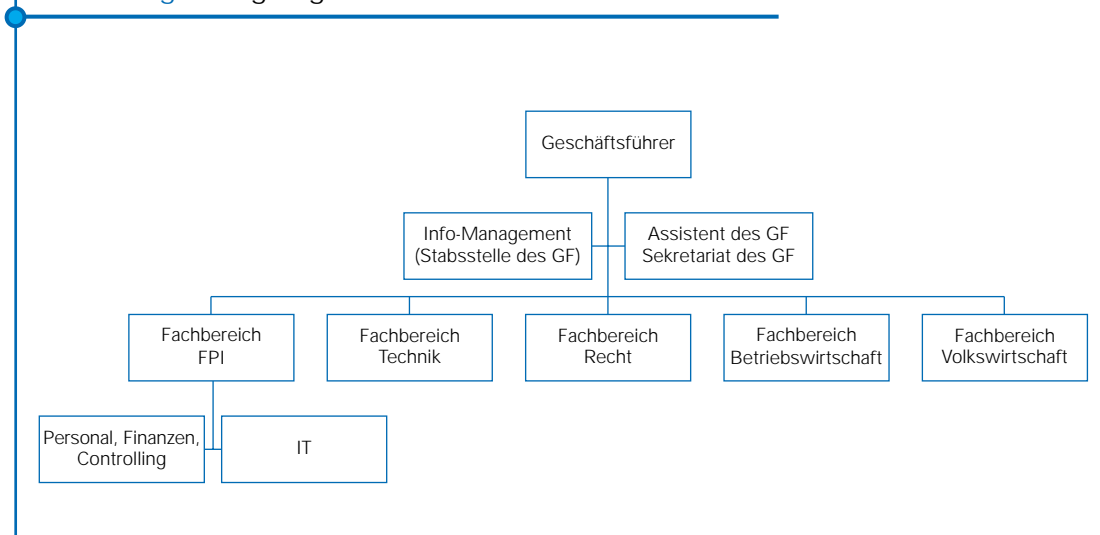 Geschäftsführer
Info-Management
(Stabsstelle des GF)
Assistent des GF
Sekretariat des GF
Fachbereich
FPI
Fachbereich
Technik
Fachbereich
Recht
Fachbereich
Betriebswirtschaft
Fachbereich
Volkswirtschaft
Personal, Finanzen,
Controlling
IT